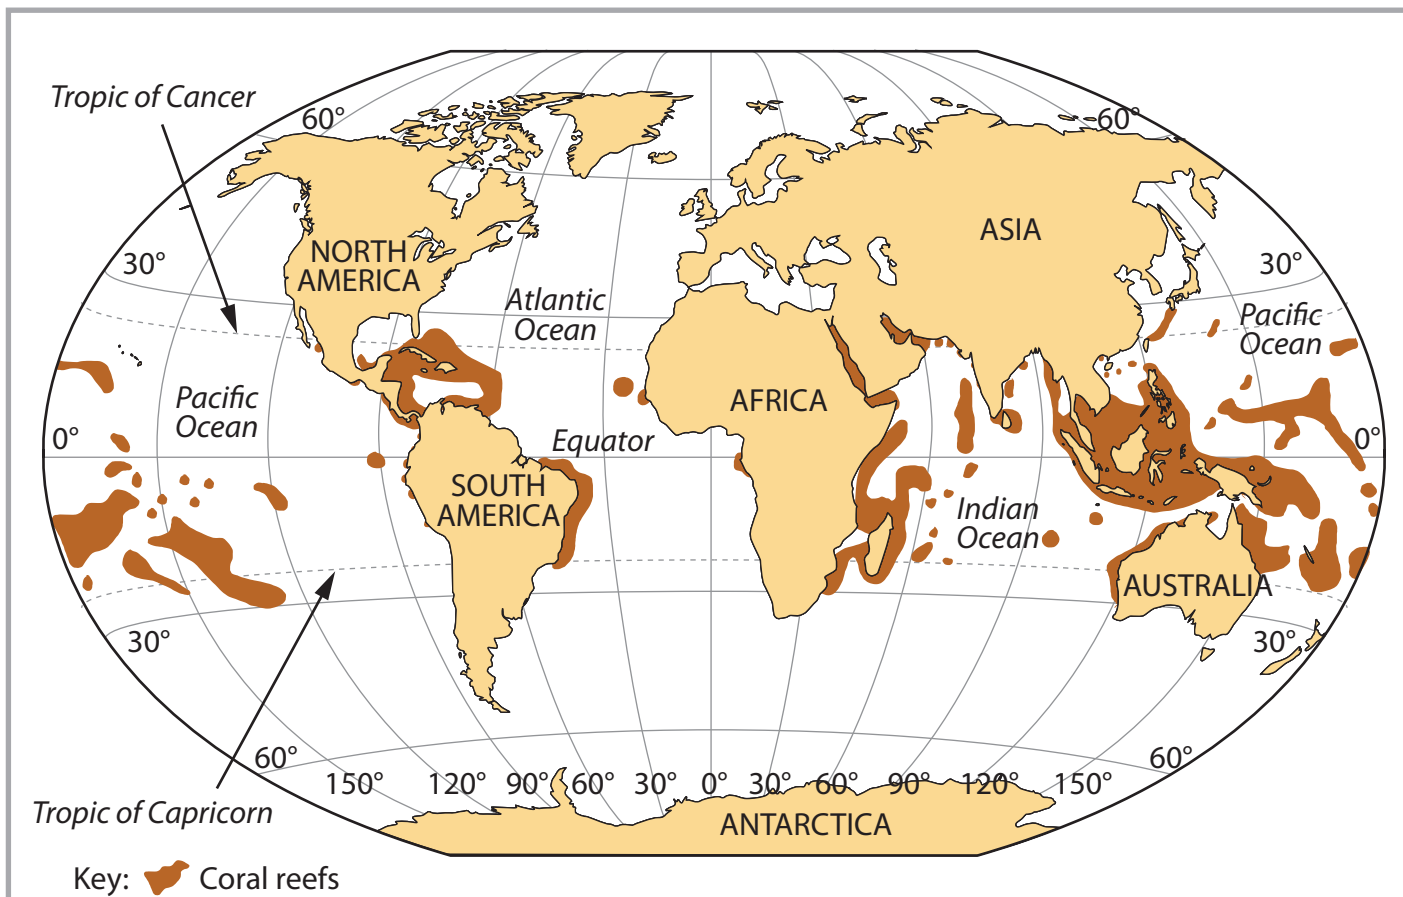 Tropic of Cancer
60°
60°
ASIA
NORTH
AMERICA
30°
30°
Atlantic
Ocean
Pacific
Ocean
Pacific
Ocean
AFRICA
0°
Equator
0°
SOUTH
AMERICA
Indian
Ocean
AUSTRALIA
30°
30°
60°
60°
150°
120°
90°
60°
30°
0°
30°
60°
90°
120°
150°
Tropic of Capricorn
ANTARCTICA
Key:
Coral reefs